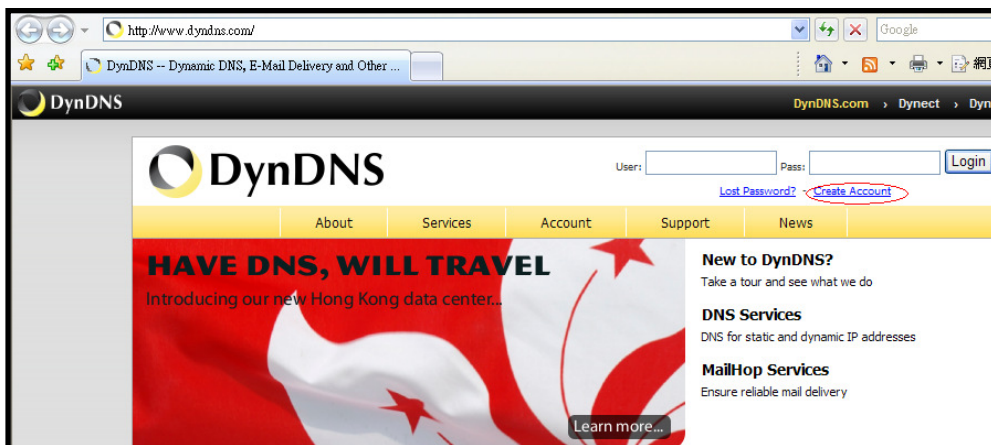 http://www.dyndns.com/
Google
DynDNS -- Dynamic DNS, E-Mail Delivery and Other ...
DynDNS
DynDNS.com › Dynect › Dyn
DynDNS
User:
Pass:
Login
Lost Password? - Create Account
About
Services
Account
Support
News
HAVE DNS, WILL TRAVEL
Introducing our new Hong Kong data center...
Learn more...
New to DynDNS?
Take a tour and see what we do
DNS Services
DNS for static and dynamic IP addresses
MailHop Services
Ensure reliable mail delivery